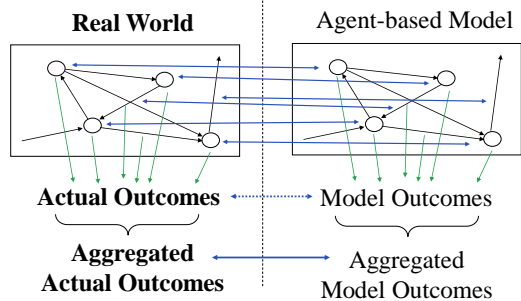 Real World
Agent-based Model
Actual Outcomes
Model Outcomes
Aggregated
Actual Outcomes
Aggregated
Model Outcomes